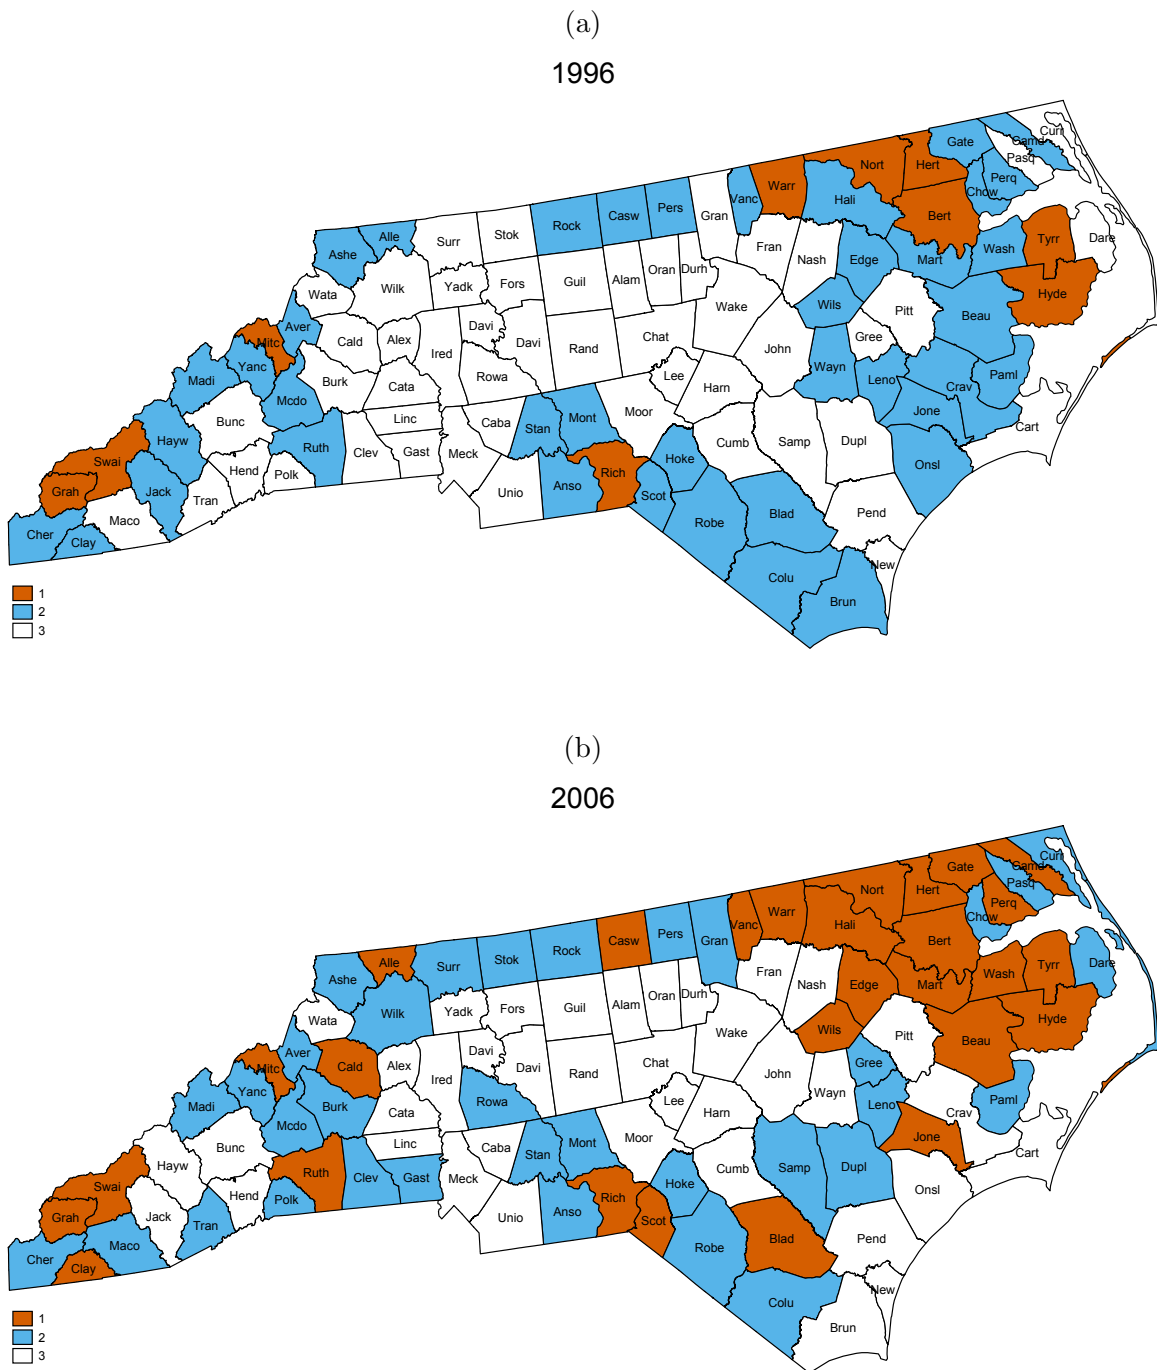 (a)
1996
Curr
Gate Camd
Nort Hert Pasq
Warr Perq
Vanc Hali Chow
Casw Pers Gran Bert
Rock Tyrr
Alle Surr Stok Fran Wash Dare
Ashe Nash Edge Mart
Oran Durh
Wilk Yadk Fors Guil Alam Hyde
Wata Wake Wils Pitt Beau
Aver Davi Chat Gree
Mitc Cald Alex Ired Davi Rand John
Yanc Lee Wayn Paml
Madi Burk Cata Rowa Harn Leno Crav
Mcdo Jone
Bunc Linc Caba Stan Mont Moor Cart
Hayw Ruth Clev Gast Meck Cumb Samp Dupl
Swai Hend Hoke Onsl
Polk Unio Anso Rich
Grah Jack Tran Scot
Maco Robe Blad Pend
Cher
Clay New
Colu
Brun
1
2
3
(b)
2006
Curr
Gate Camd
Nort Hert Pasq
Warr Perq
Vanc Hali Chow
Casw Pers Gran Bert
Rock Tyrr
Alle Surr Stok Fran Wash Dare
Ashe Nash Edge Mart
Oran Durh
Wilk Yadk Fors Guil Alam Hyde
Wata Wake Wils Pitt Beau
Aver Davi Chat Gree
Mitc Cald Alex Ired Davi Rand John
Yanc Lee Wayn Paml
Madi Burk Cata Rowa Harn Leno Crav
Mcdo Jone
Bunc Linc Caba Stan Mont Moor Cart
Hayw Ruth Clev Gast Meck Cumb Samp Dupl
Swai Hend Hoke Onsl
Polk Unio Anso Rich
Grah Jack Tran Scot
Maco Robe Blad Pend
Cher
Clay New
Colu
Brun
1
2
3